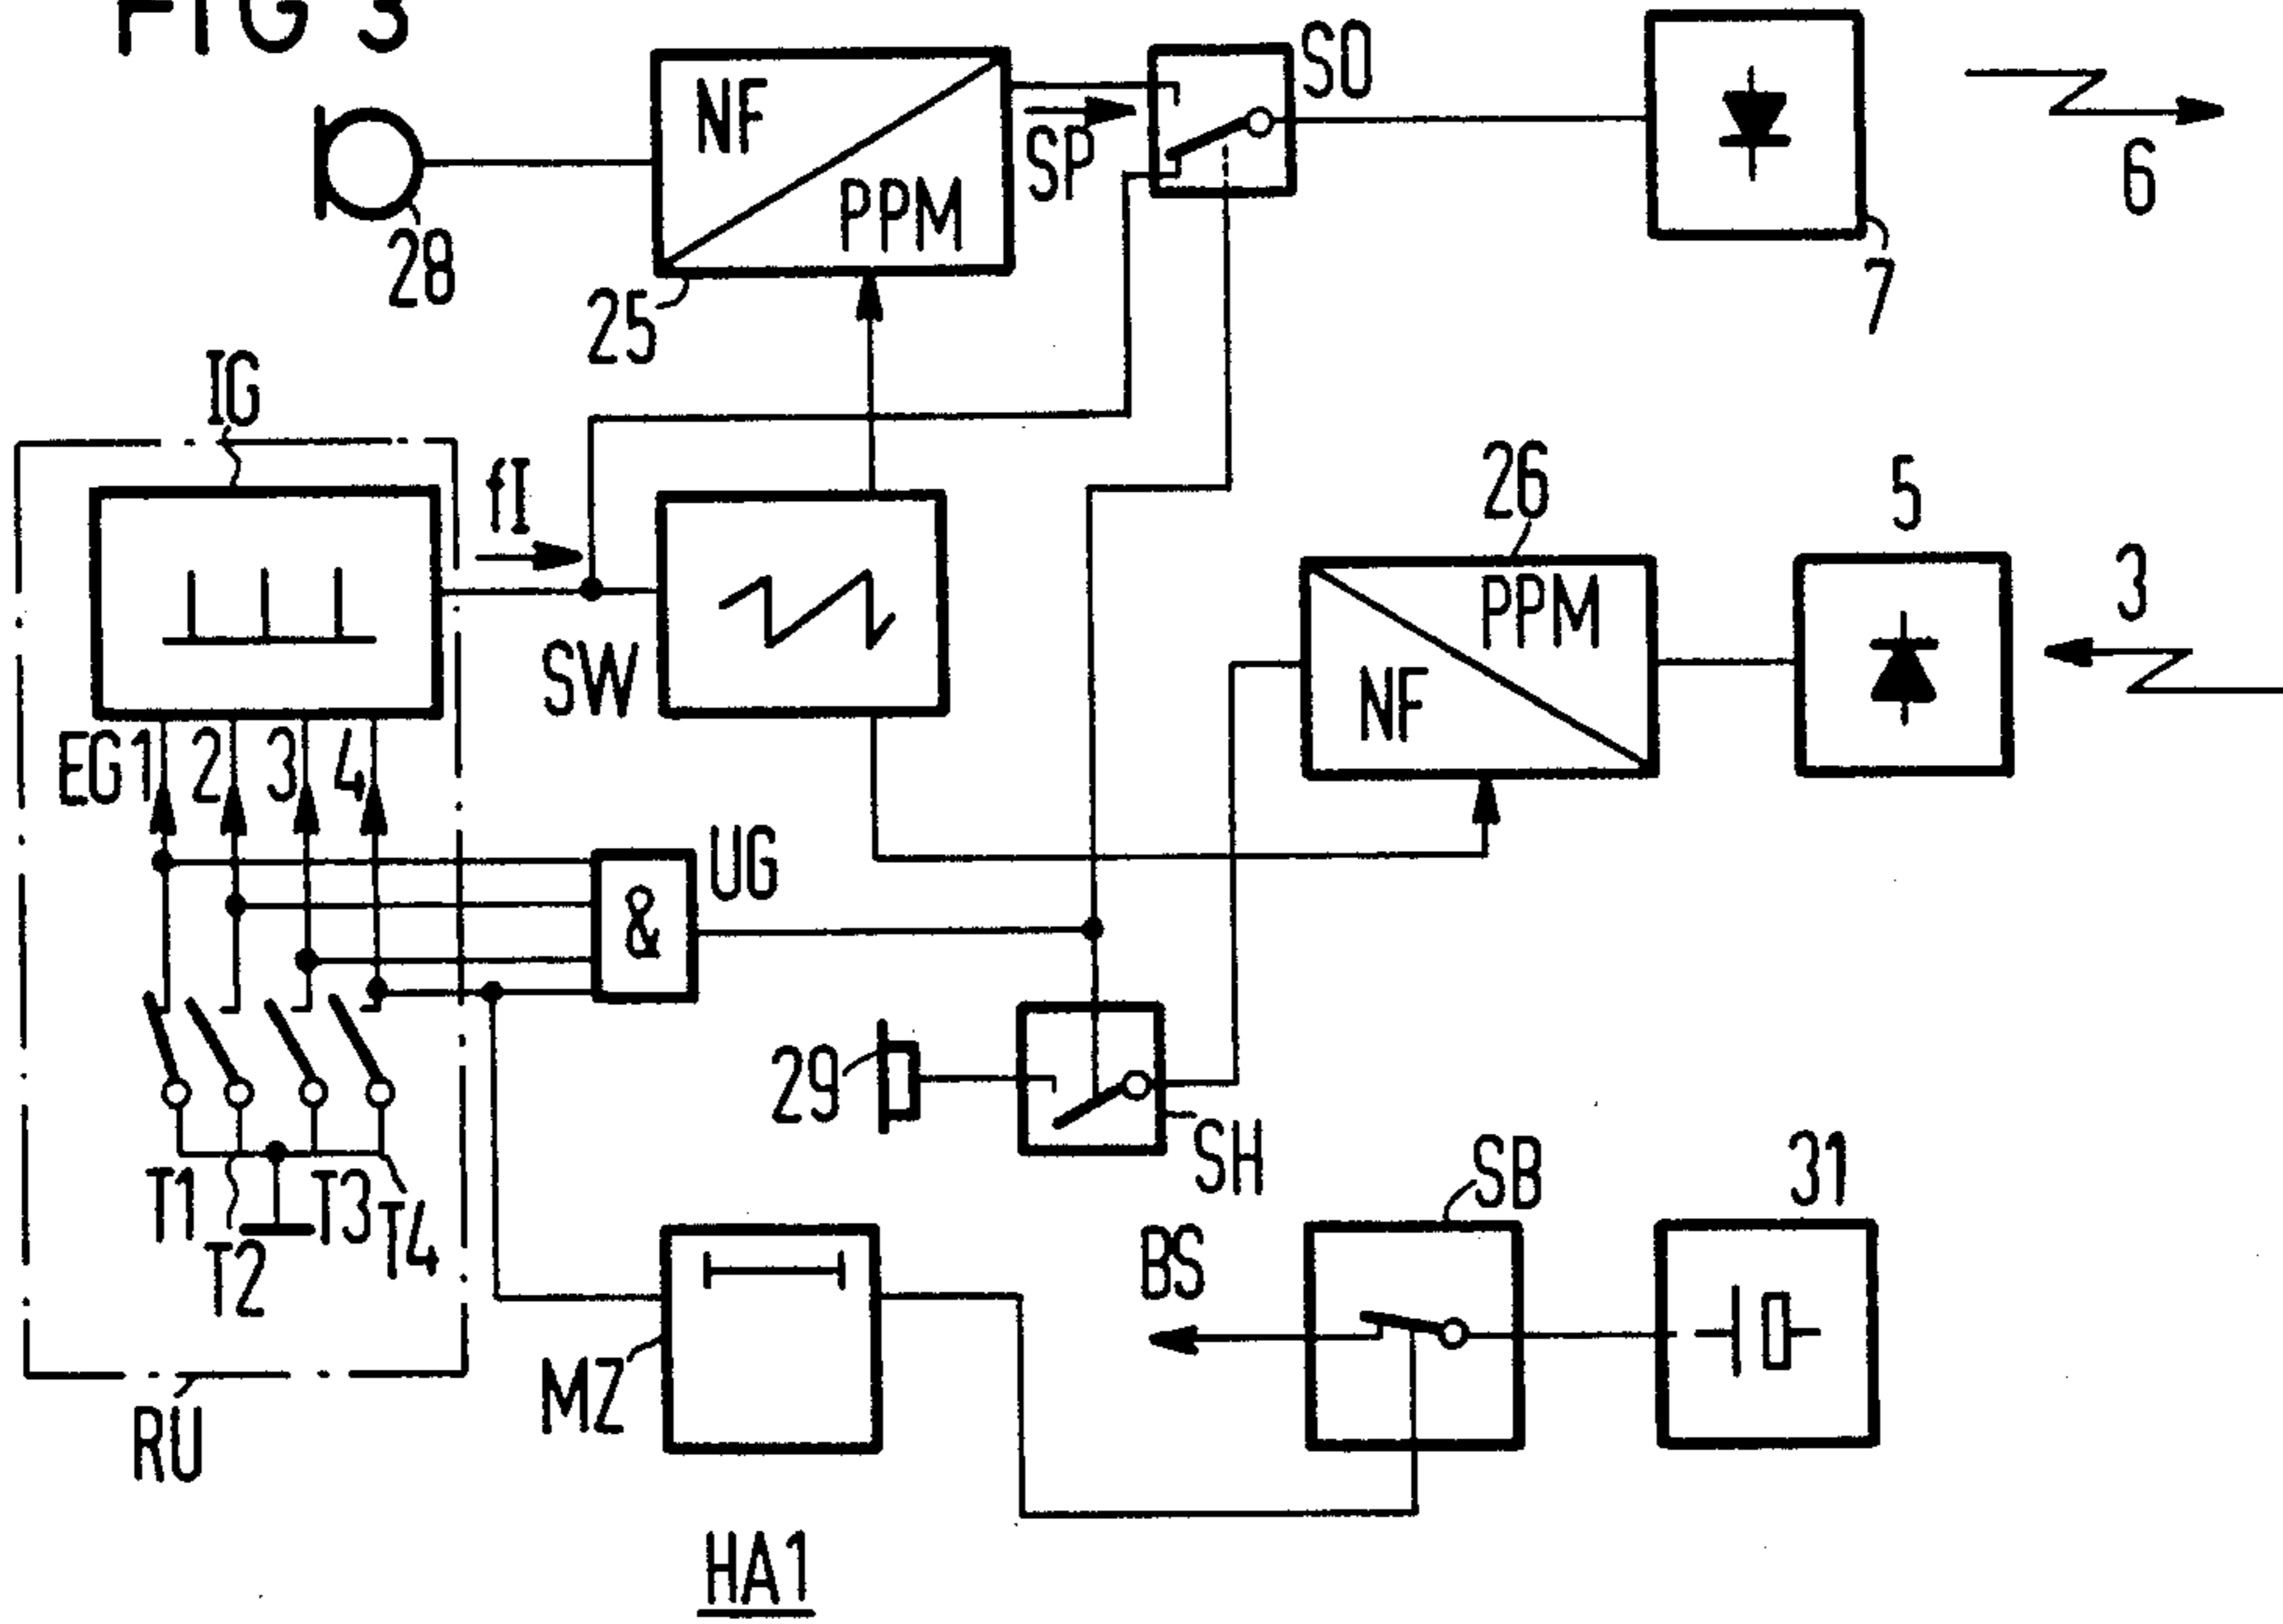 FIG 3
SO
NF
PPM
SP
28
25
6
7
IG
fI
26
5
3
SW
PPM
NF
EG1 2 3 4
UG
&
29
SH
T1
T2
T3
T4
SB
31
BS
MZ
RU
HA1